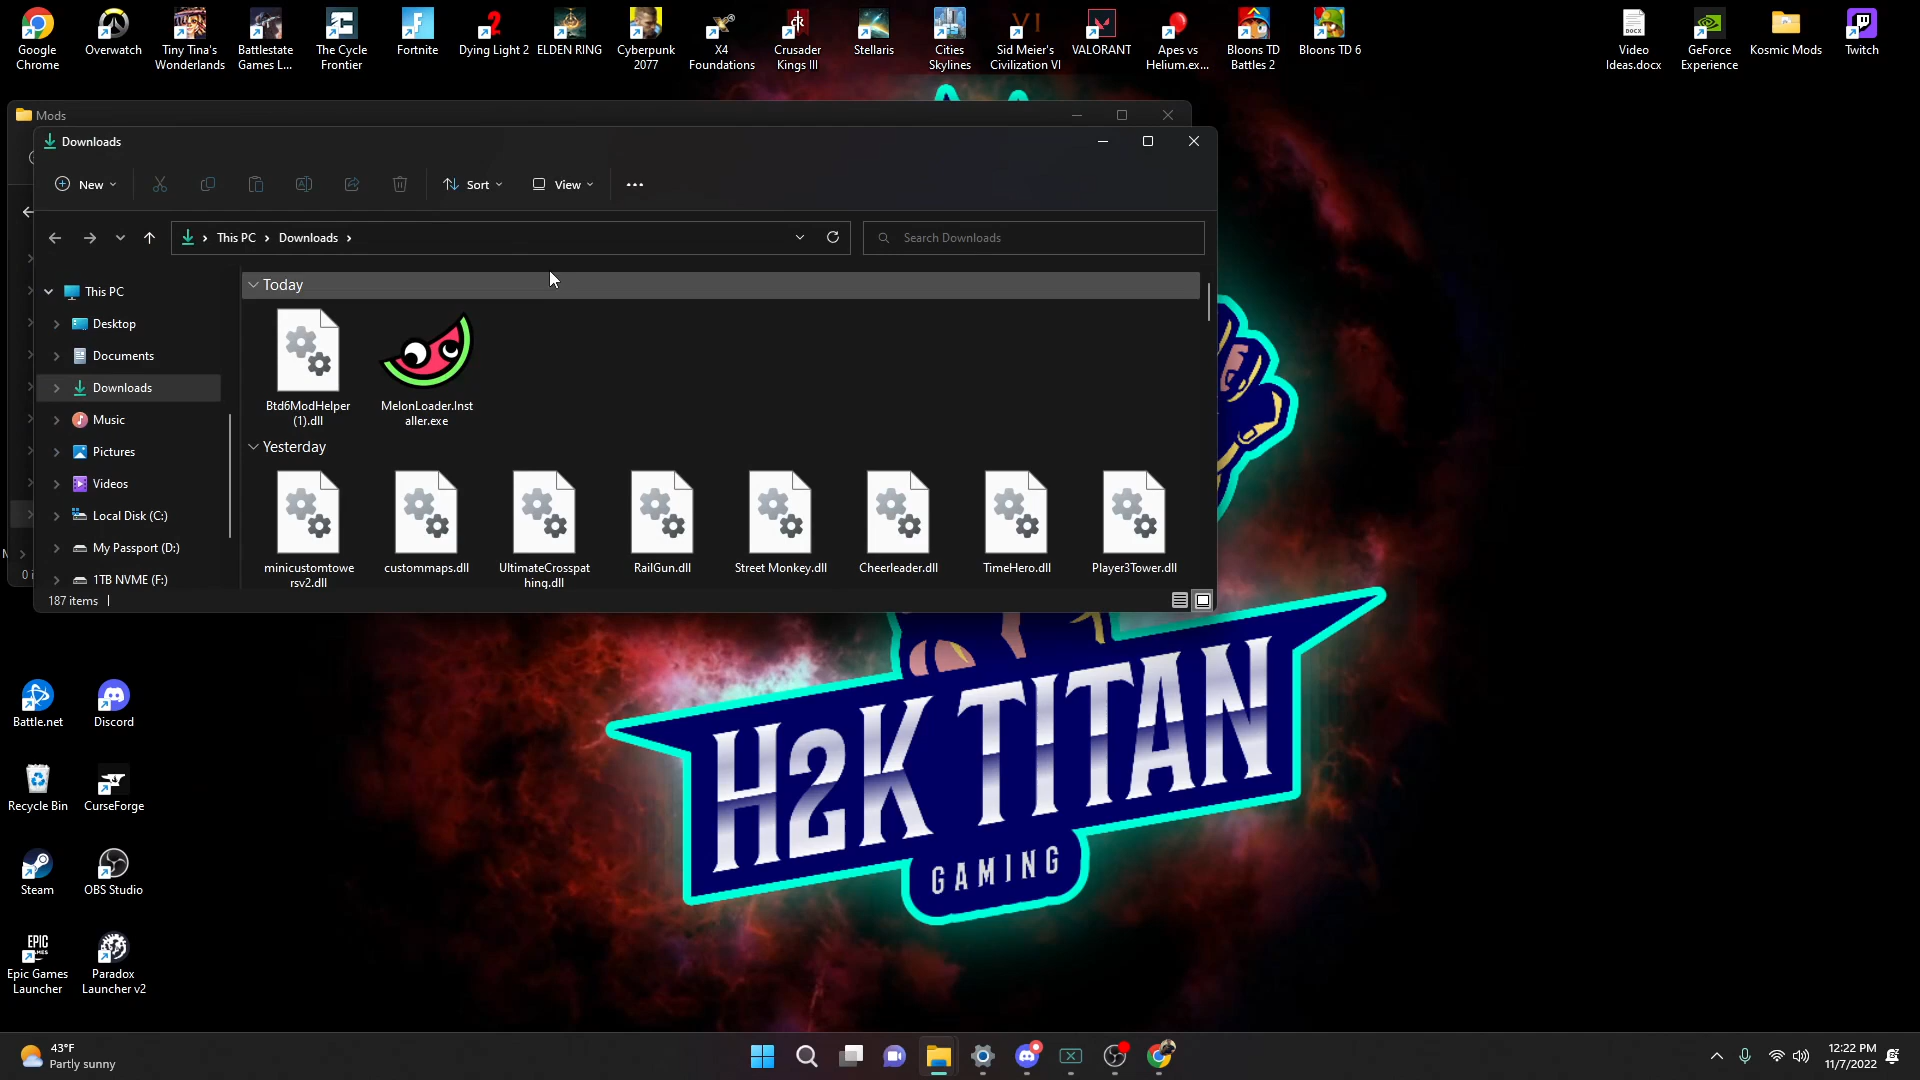 Google
Chrome
Overwatch
Tiny Tina's
Wonderlands
Battlestate
Games L...
The Cycle
Frontier
Fortnite
Dying Light 2
ELDEN RING
Cyberpunk
2077
X4
Foundations
Crusader
Kings III
Stellaris
Cities
Skylines
Sid Meier's
Civilization VI
VALORANT
Apes vs
Helium.ex...
Bloons TD
Battles 2
Bloons TD 6
Video
Ideas.docx
GeForce
Experience
Kosmic Mods
Twitch
Mods
Downloads
New
Sort
View
This PC
Downloads
Search Downloads
This PC
Desktop
Documents
Downloads
Music
Pictures
Videos
Local Disk (C:)
My Passport (D:)
1TB NVME (F:)
Today
Btd6ModHelper
(1).dll
MelonLoader.Inst
aller.exe
Yesterday
minicustomtowe
rsv2.dll
custommaps.dll
UltimateCrosspat
hing.dll
RailGun.dll
Street Monkey.dll
Cheerleader.dll
TimeHero.dll
Player3Tower.dll
187 items
H2K TITAN
GAMING
Battle.net
Discord
Recycle Bin
CurseForge
Steam
OBS Studio
Epic Games
Launcher
Paradox
Launcher v2
43°F
Partly sunny
12:22 PM
11/7/2022